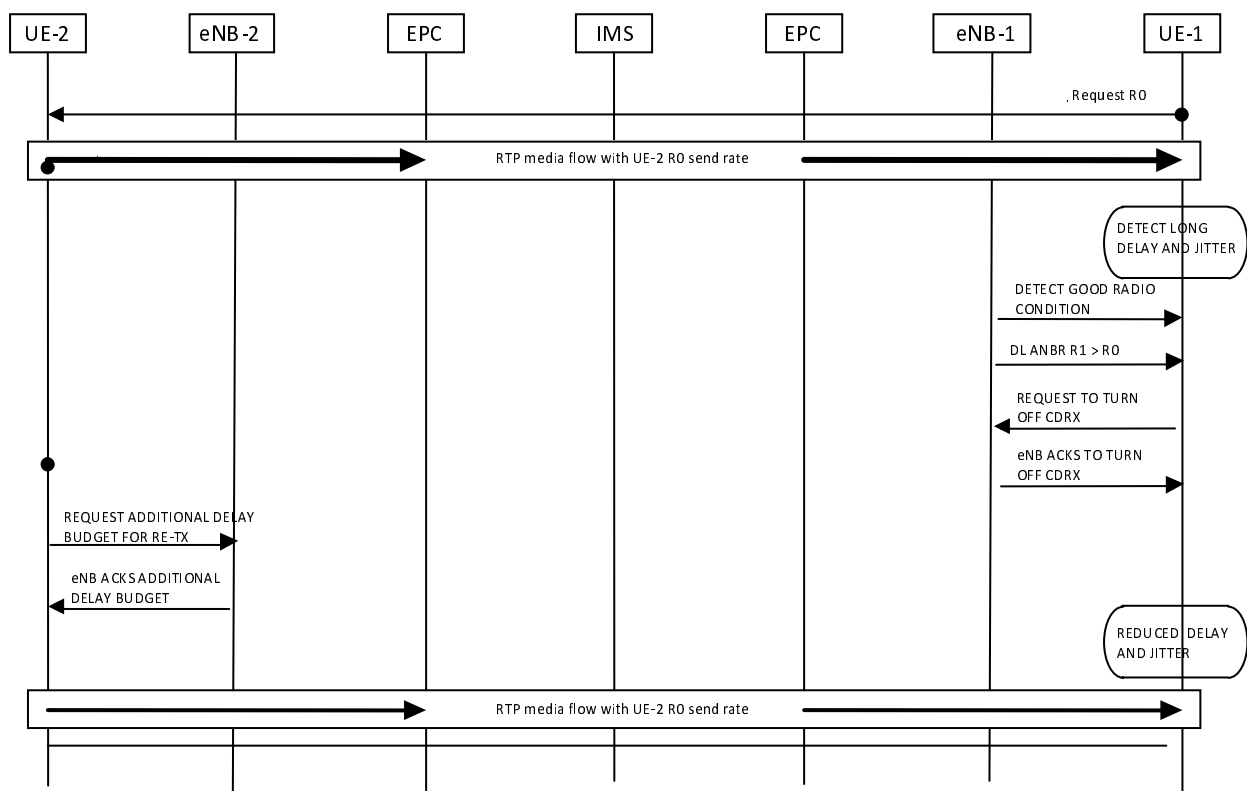 UE-2 eNB-2 EPC IMS EPC eNB-1 UE-1
. Request R0
RTP media flow with UE-2 R0 send rate
DETECT LONG
DELAY AND JITTER
DETECT GOOD RADIO
CONDITION
DL ANBR R1 > R0
REQUEST TO TURN
OFF CDRX
eNB ACKS TO TURN
OFF CDRX
REQUEST ADDITIONAL DELAY
BUDGET FOR RE-TX
eNB ACKS ADDITIONAL
DELAY BUDGET
REDUCED DELAY
AND JITTER
RTP media flow with UE-2 R0 send rate